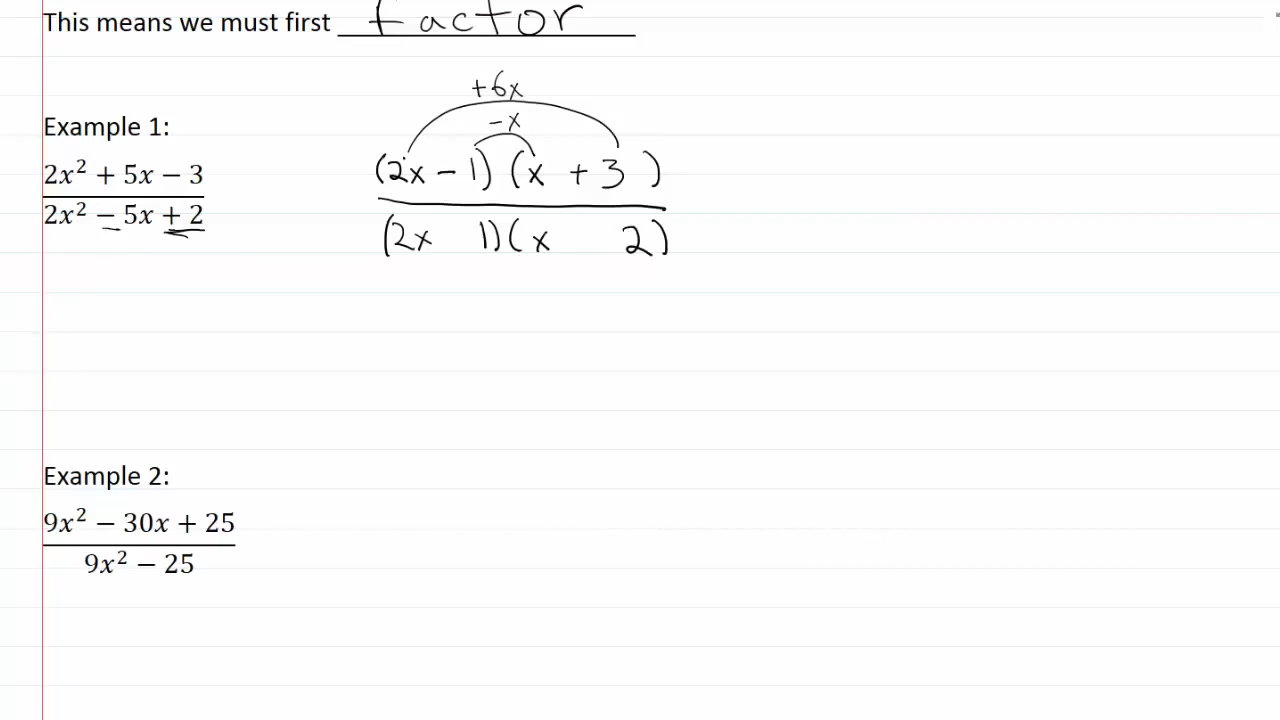 This means we must first factor
+6x
-x
Example 1:
2x² + 5x − 3
(2x − 1) (x + 3)
2x² − 5x + 2
(2x 1)(x 2)
Example 2:
9x² − 30x + 25
9x² − 25